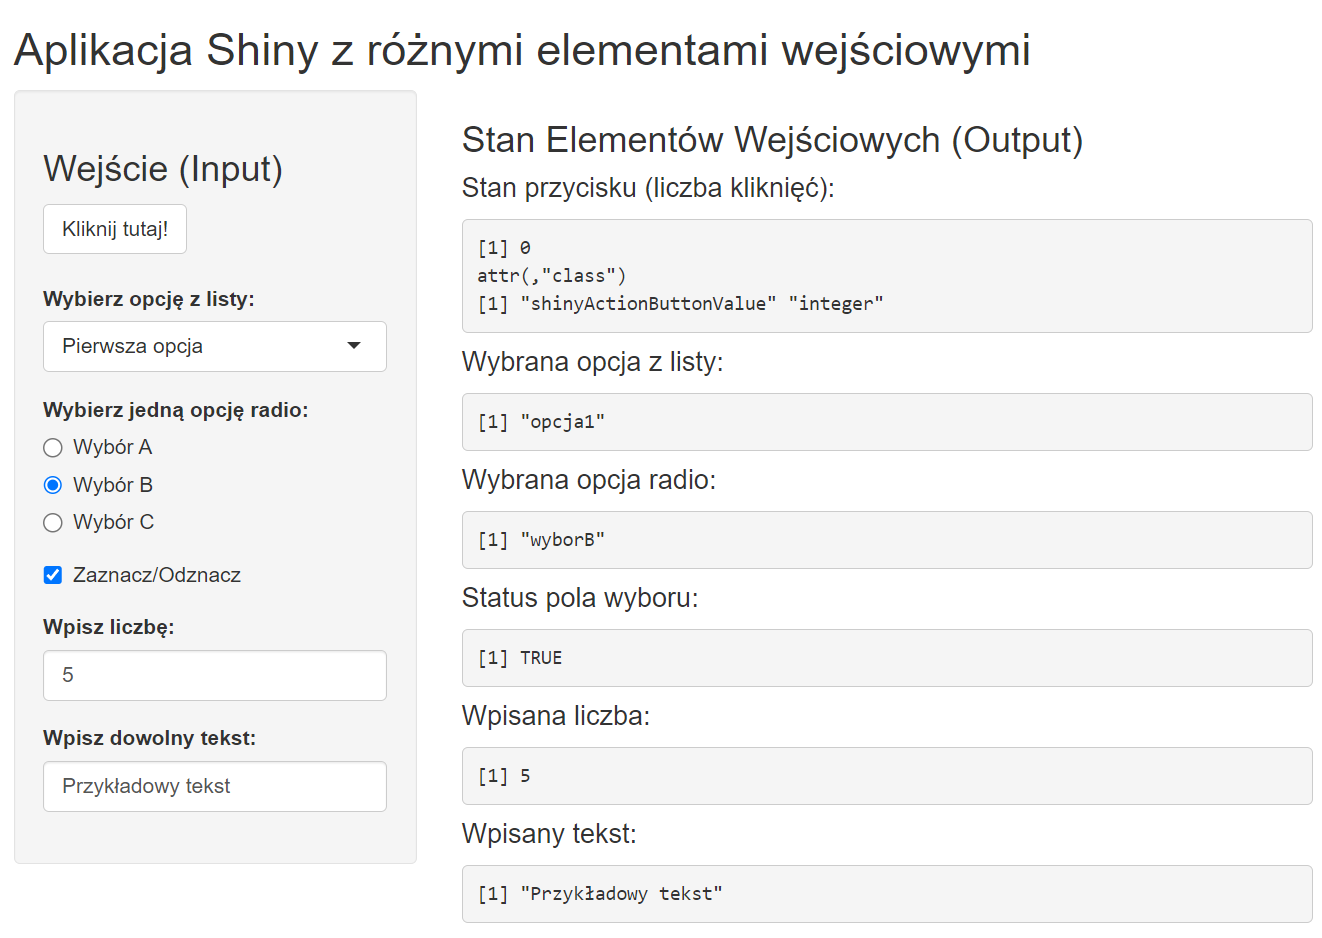 Aplikacja Shiny z różnymi elementami wejściowymi
Wejście (Input)
Kliknij tutaj!
Wybierz opcję z listy:
Pierwsza opcja
Wybierz jedną opcję radio:
Wybór A
Wybór B
Wybór C
Zaznacz/Odznacz
Wpisz liczbę:
5
Wpisz dowolny tekst:
Przykładowy tekst
Stan Elementów Wejściowych (Output)
Stan przycisku (liczba kliknięć):
[1] 0
attr(,"class")
[1] "shinyActionButtonValue" "integer"
Wybrana opcja z listy:
[1] "opcja1"
Wybrana opcja radio:
[1] "wyborB"
Status pola wyboru:
[1] TRUE
Wpisana liczba:
[1] 5
Wpisany tekst:
[1] "Przykładowy tekst"